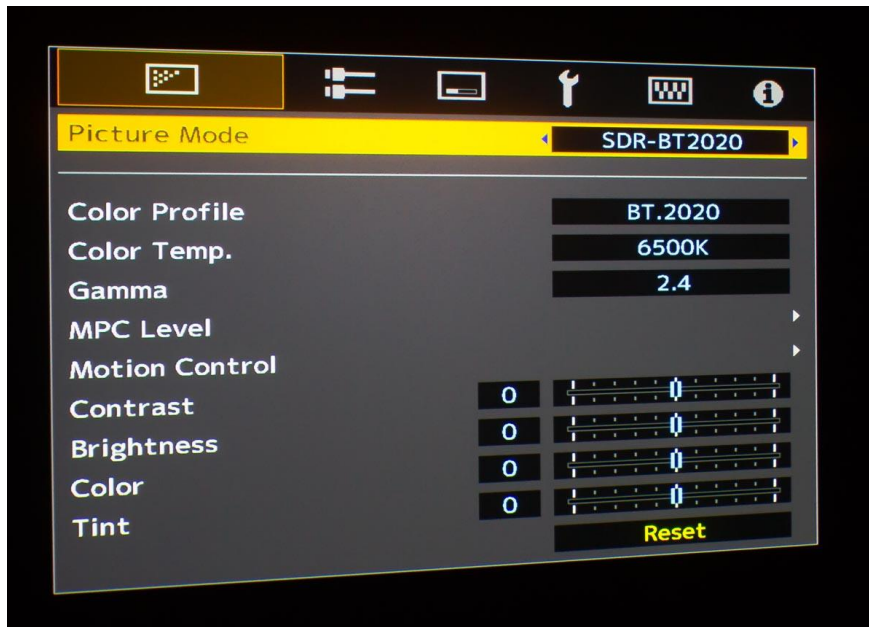 Picture Mode SDR-BT2020
Color Profile BT.2020
Color Temp. 6500K
Gamma 2.4
MPC Level
Motion Control
Contrast 0
Brightness 0
Color 0
Tint 0
Reset